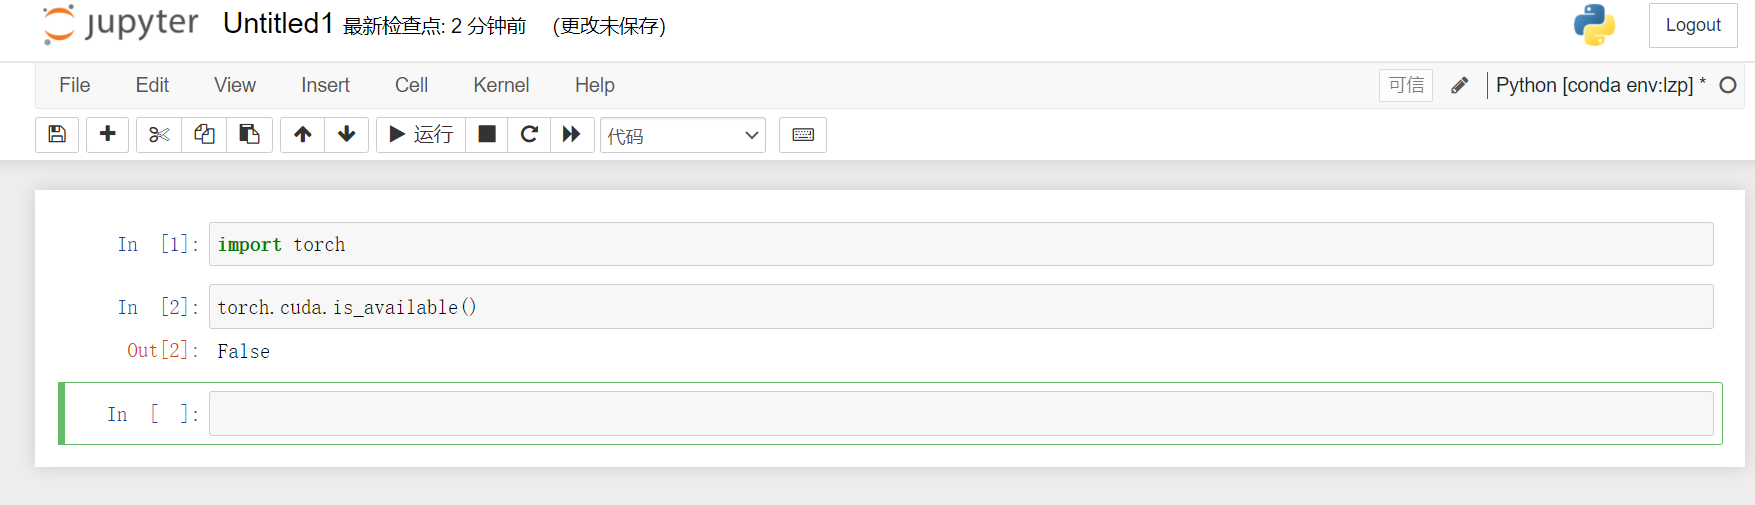 jupyter Untitled1 最新检查点: 2 分钟前 (更改未保存) Logout
File Edit View Insert Cell Kernel Help 可信 Python [conda env:lzp] *
运行 代码
In [1]: import torch
In [2]: torch.cuda.is_available()
Out[2]: False
In [ ]: